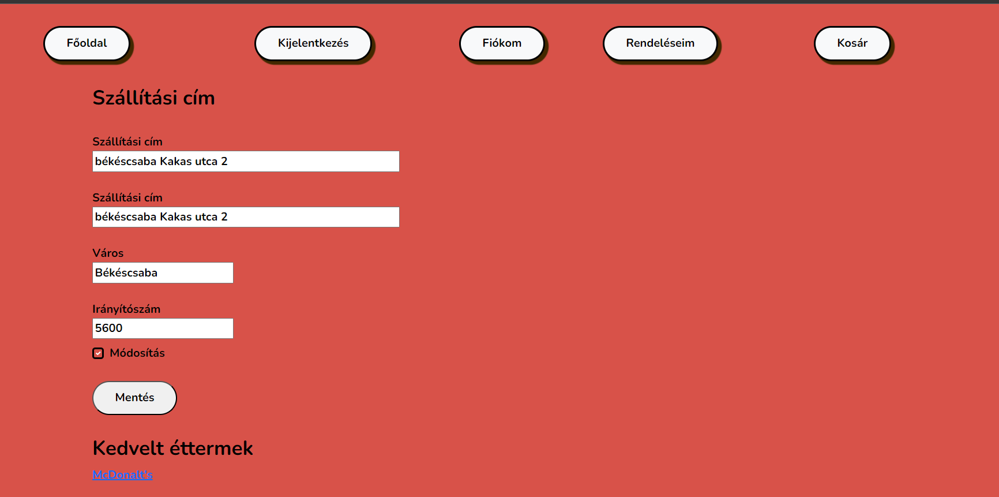 Főoldal Kijelentkezés Fiókom Rendeléseim Kosár
Szállítási cím
Szállítási cím
békéscsaba Kakas utca 2
Szállítási cím
békéscsaba Kakas utca 2
Város
Békéscsaba
Irányítószám
5600
Módosítás
Mentés
Kedvelt éttermek
McDonalt's